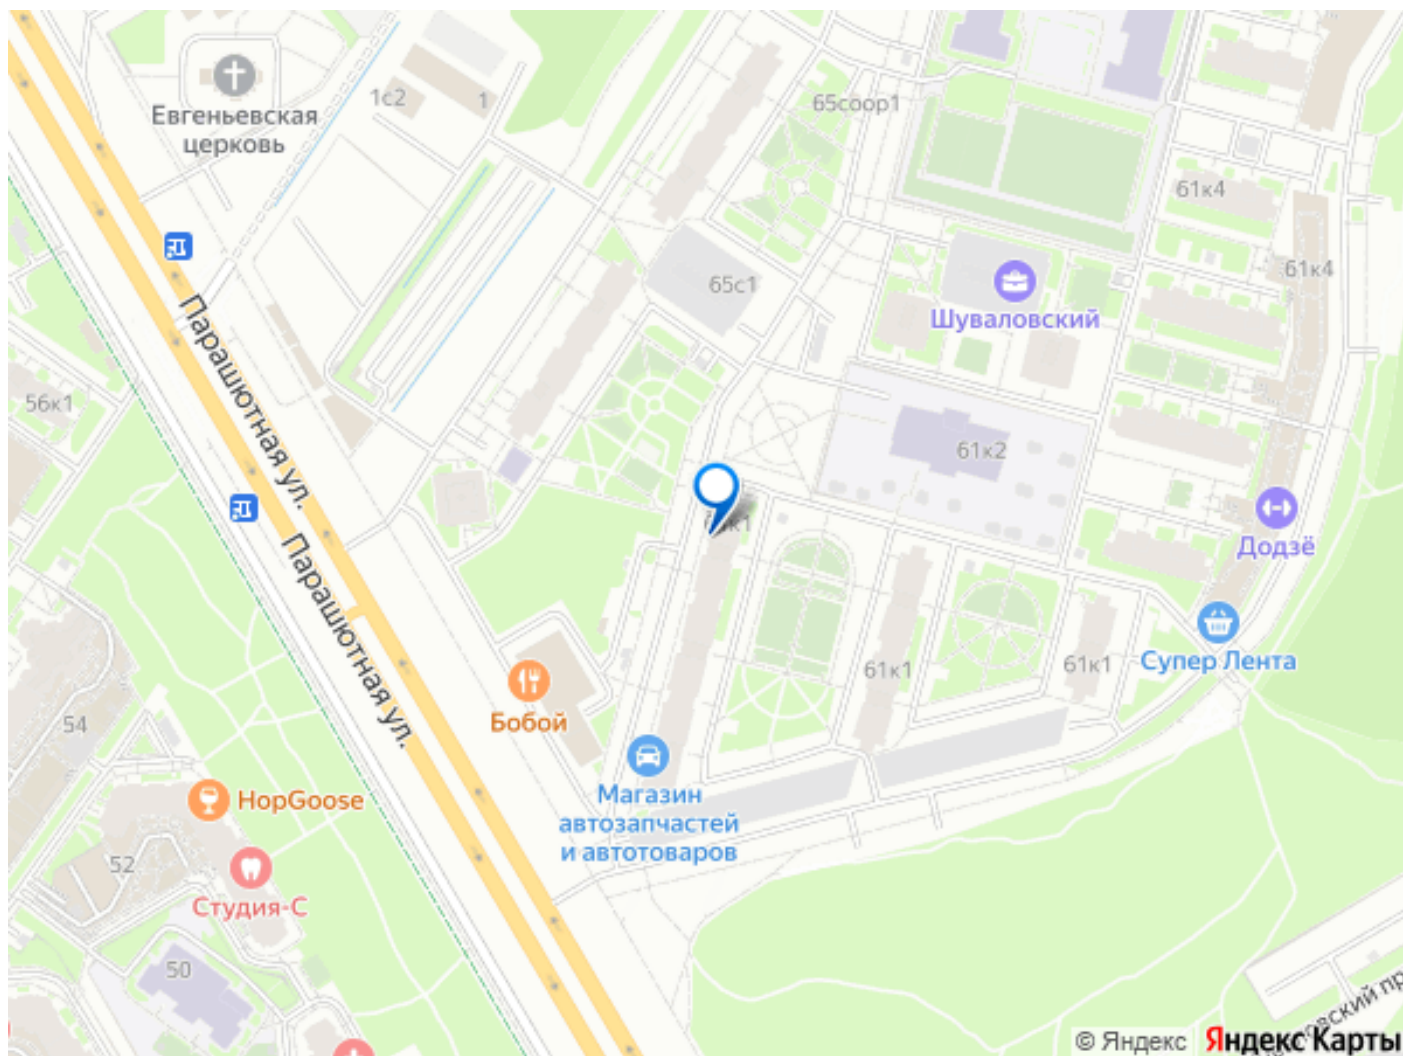 1с2
1
Евгеньевская
церковь
65соор1
61к4
65с1
61к4
Шуваловский
Парашютная ул.
56к1
61к2
Додзё
Парашютная ул.
61к1
61к1
Супер Лента
Бобой
54
Магазин
автозапчастей
и автотоваров
HopGoose
52
Студия-С
50
© Яндекс
Яндекс Карты